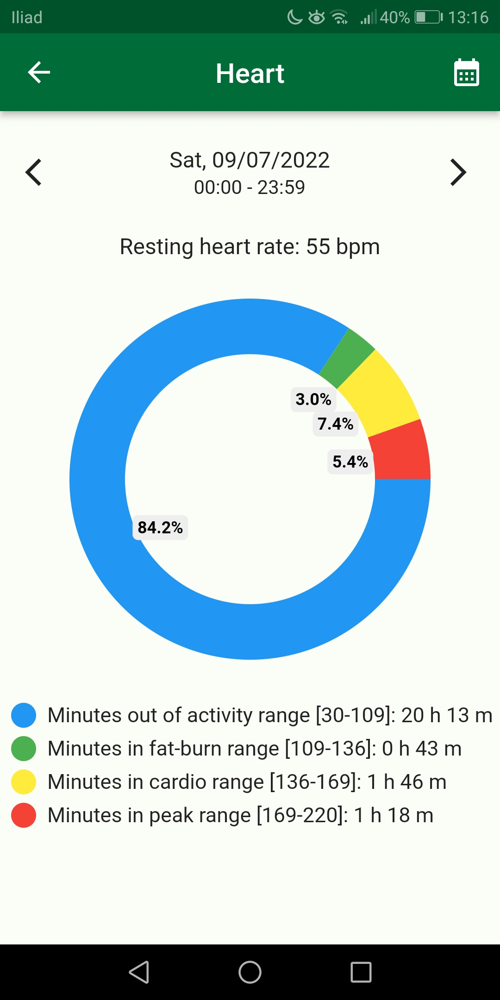 Iliad
40% 13:16
Heart
Sat, 09/07/2022
00:00 - 23:59
Resting heart rate: 55 bpm
3.0%
7.4%
5.4%
84.2%
Minutes out of activity range [30-109]: 20 h 13 m
Minutes in fat-burn range [109-136]: 0 h 43 m
Minutes in cardio range [136-169]: 1 h 46 m
Minutes in peak range [169-220]: 1 h 18 m